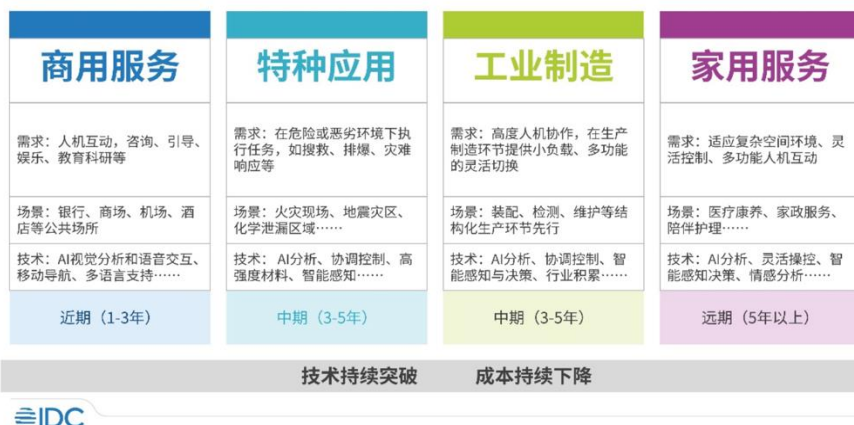 商用服务
需求：人机互动，咨询、引导、
娱乐、教育科研等
场景：银行、商场、机场、酒
店等公共场所
技术：AI视觉分析和语音交互、
移动导航、多语言支持……
近期（1-3年）
特种应用
需求：在危险或恶劣环境下执
行任务，如搜救、排爆、灾难
响应等
场景：火灾现场、地震灾区、
化学泄漏区域……
技术： AI分析、协调控制、高
强度材料、智能感知……
中期（3-5年）
工业制造
需求：高度人机协作，在生产
制造环节提供小负载、多功能
的灵活切换
场景：装配、检测、维护等结
构化生产环节先行
技术：AI分析、协调控制、智
能感知与决策、行业积累……
中期（3-5年）
家用服务
需求：适应复杂空间环境、灵
活控制、多功能人机互动
场景：医疗康养、家政服务、
陪伴护理……
技术：AI分析、灵活操控、智
能感知决策、情感分析……
远期（5年以上）
技术持续突破 成本持续下降
IDC